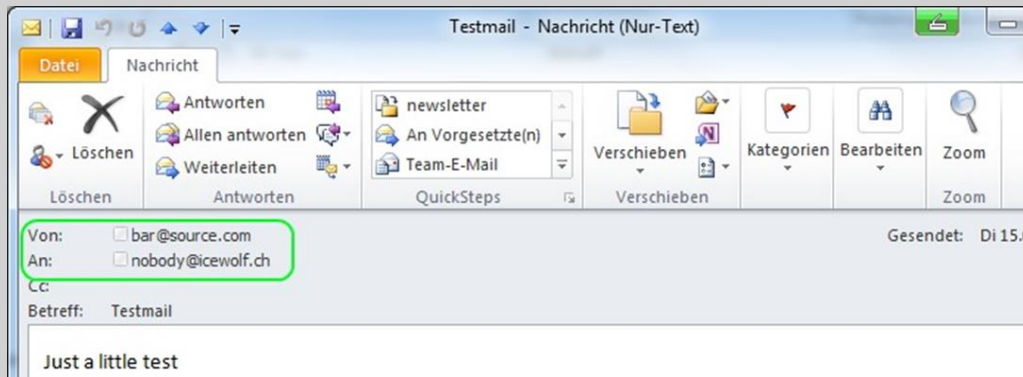 Testmail - Nachricht (Nur-Text)
Datei Nachricht
Löschen
Antworten
Allen antworten
Weiterleiten
newsletter
An Vorgesetzte(n)
Team-E-Mail
Verschieben
Kategorien
Bearbeiten
Zoom
Löschen Antworten QuickSteps Verschieben Zoom
Von: bar@source.com Gesendet: Di 15.
An: nobody@icewolf.ch
Cc:
Betreff: Testmail
Just a little test